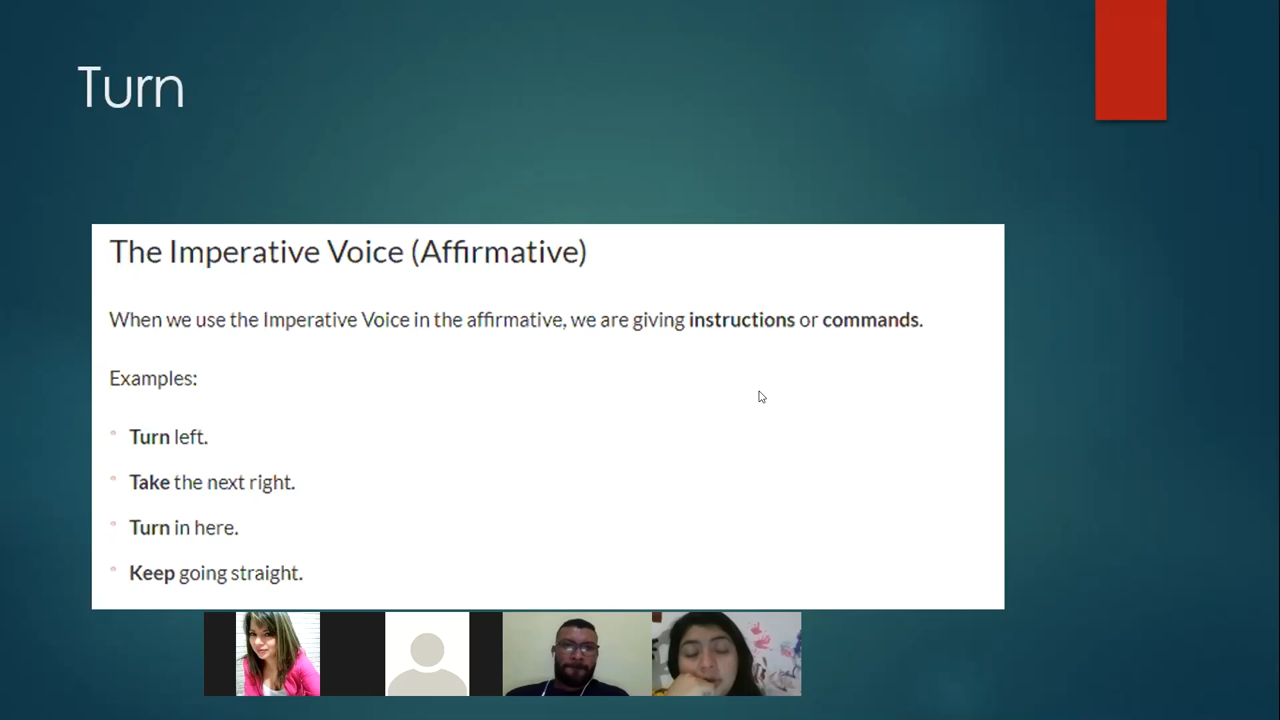 Turn
The Imperative Voice (Affirmative)
When we use the Imperative Voice in the affirmative, we are giving instructions or commands.
Examples:
Turn left.
Take the next right.
Turn in here.
Keep going straight.